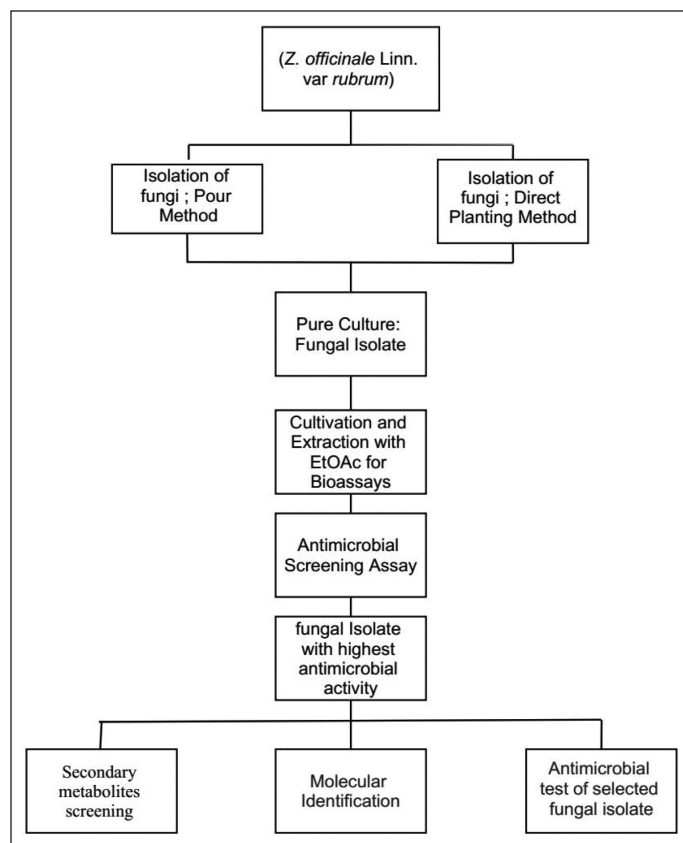 (Z. officinale Linn.
var rubrum)
Isolation of
fungi ; Pour
Method
Isolation of
fungi ; Direct
Planting Method
Pure Culture:
Fungal Isolate
Cultivation and
Extraction with
EtOAc for
Bioassays
Antimicrobial
Screening Assay
fungal Isolate
with highest
antimicrobial
activity
Secondary
metabolites
screening
Molecular
Identification
Antimicrobial
test of selected
fungal isolate